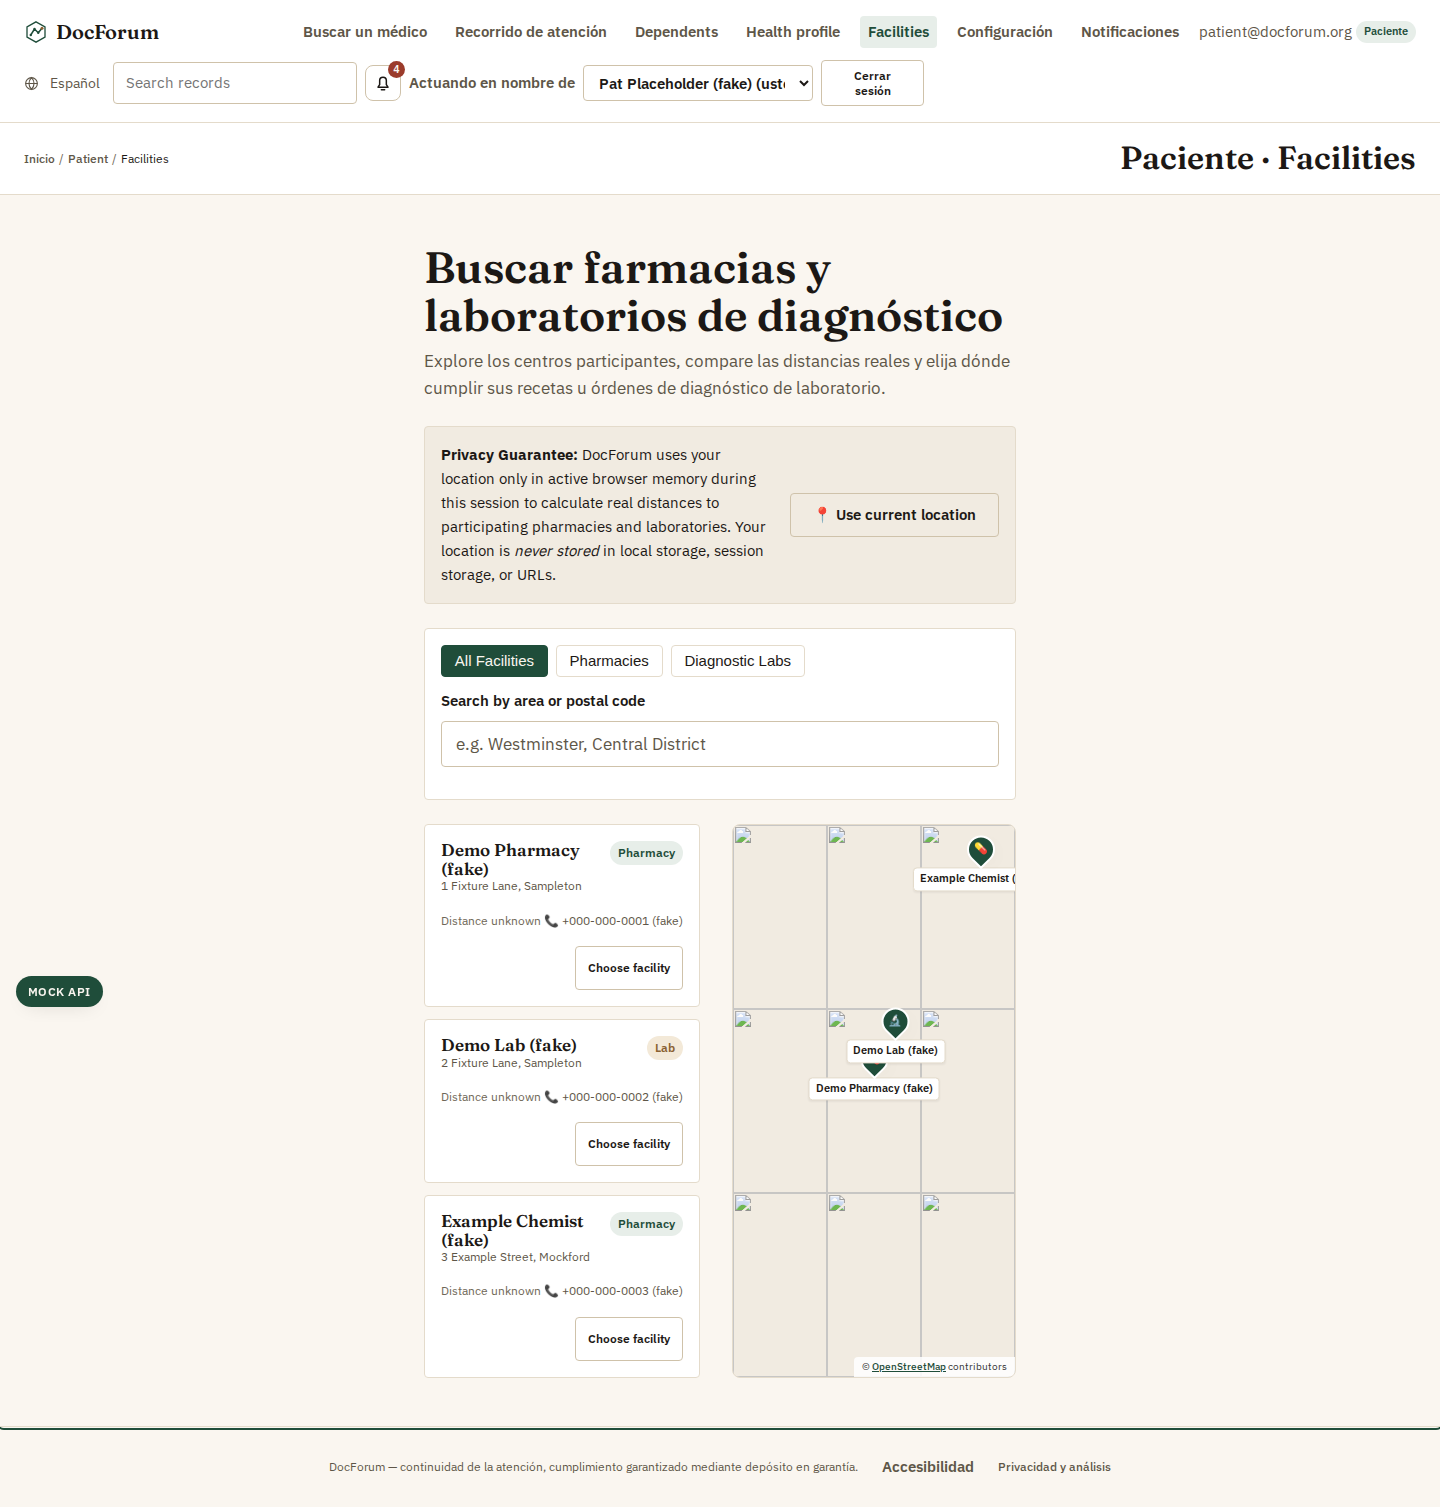 DocForum
Buscar un médico
Recorrido de atención
Dependents
Health profile
Facilities
Configuración
Notificaciones
patient@docforum.org
Paciente
Español
Search records
4
Actuando en nombre de
Pat Placeholder (fake) (ust
Cerrar
sesión
Inicio / Patient / Facilities
Paciente · Facilities
Buscar farmacias y
laboratorios de diagnóstico
Explore los centros participantes, compare las distancias reales y elija dónde
cumplir sus recetas u órdenes de diagnóstico de laboratorio.
Privacy Guarantee: DocForum uses your
location only in active browser memory during
this session to calculate real distances to
participating pharmacies and laboratories. Your
location is never stored in local storage, session
storage, or URLs.
📍 Use current location
All Facilities
Pharmacies
Diagnostic Labs
Search by area or postal code
e.g. Westminster, Central District
Demo Pharmacy
(fake)
Pharmacy
1 Fixture Lane, Sampleton
Distance unknown 📞 +000-000-0001 (fake)
Choose facility
Demo Lab (fake)
Lab
2 Fixture Lane, Sampleton
Distance unknown 📞 +000-000-0002 (fake)
Choose facility
Example Chemist
(fake)
Pharmacy
3 Example Street, Mockford
Distance unknown 📞 +000-000-0003 (fake)
Choose facility
Example Chemist (
Demo Lab (fake)
Demo Pharmacy (fake)
© OpenStreetMap contributors
MOCK API
DocForum — continuidad de la atención, cumplimiento garantizado mediante depósito en garantía.
Accesibilidad
Privacidad y análisis